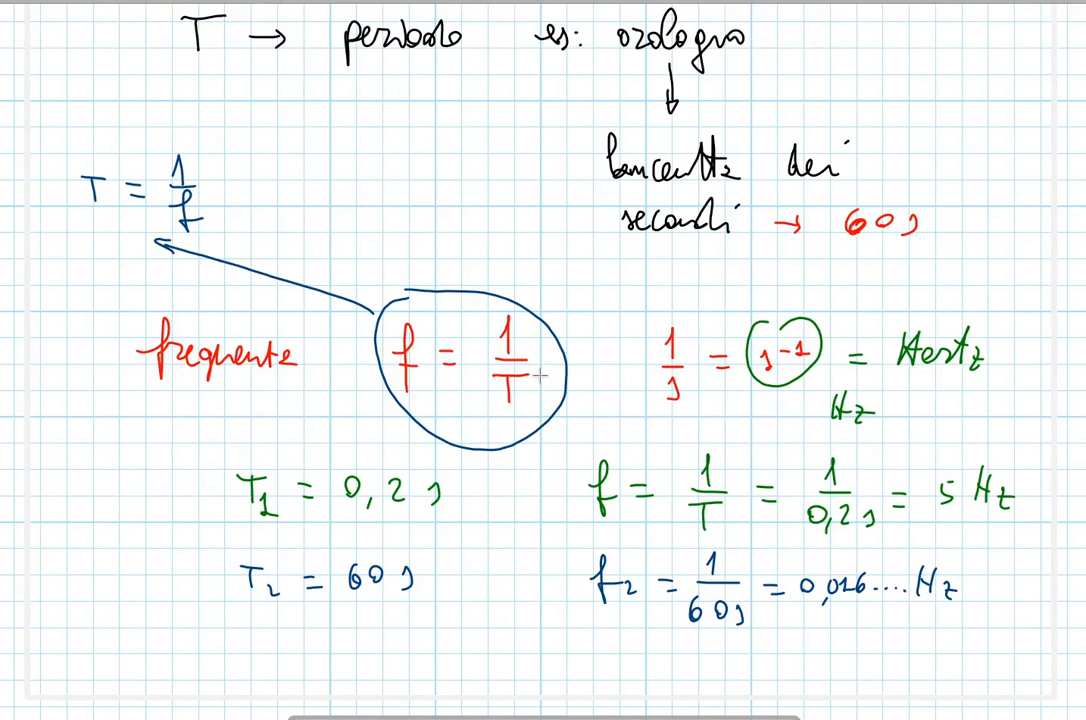 T → periodo es: orologio
↓
lancetta dei
secondi → 60 s
T = 1/f
frequenza f = 1/T 1/s = s-1 = Hertz
Hz
T1 = 0,2 s f = 1/T = 1/0,2 s = 5 Hz
T2 = 60 s f2 = 1/60 s = 0,016.... Hz